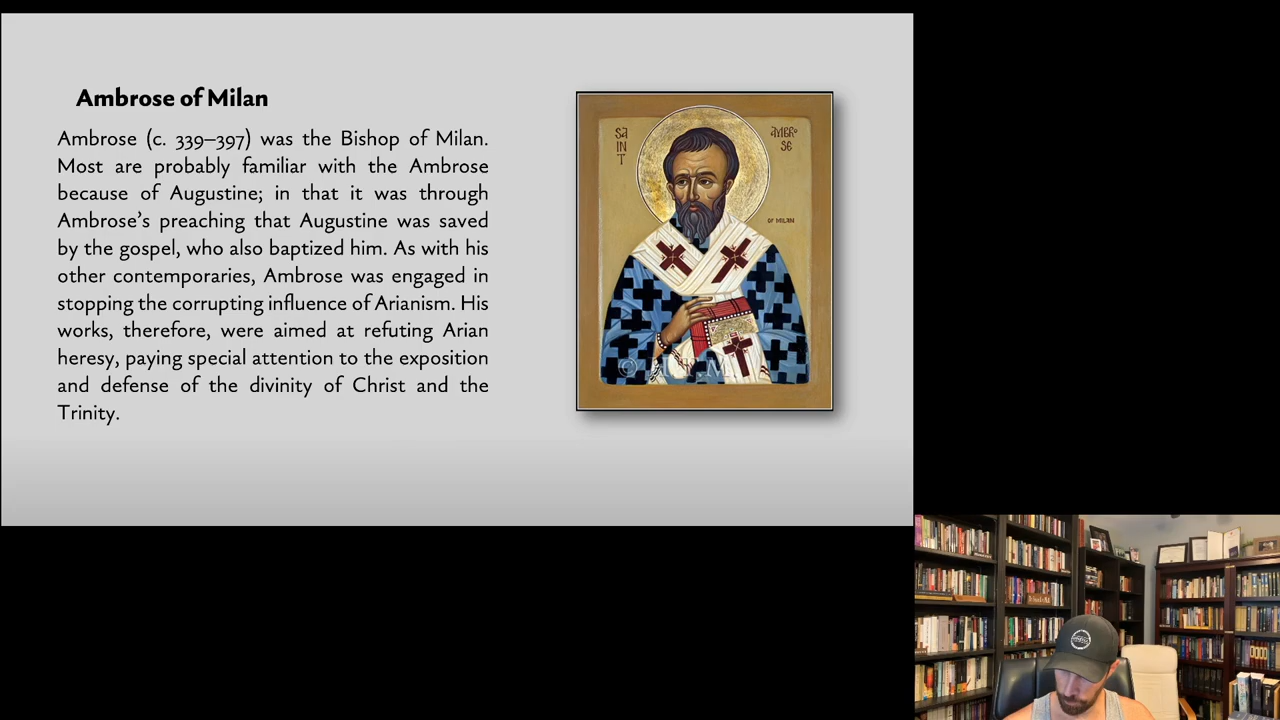 Ambrose of Milan
Ambrose (c. 339–397) was the Bishop of Milan.
Most are probably familiar with the Ambrose
because of Augustine; in that it was through
Ambrose’s preaching that Augustine was saved
by the gospel, who also baptized him. As with his
other contemporaries, Ambrose was engaged in
stopping the corrupting influence of Arianism. His
works, therefore, were aimed at refuting Arian
heresy, paying special attention to the exposition
and defense of the divinity of Christ and the
Trinity.
SA
IN
T
AMBRO
SE
OF MILAN